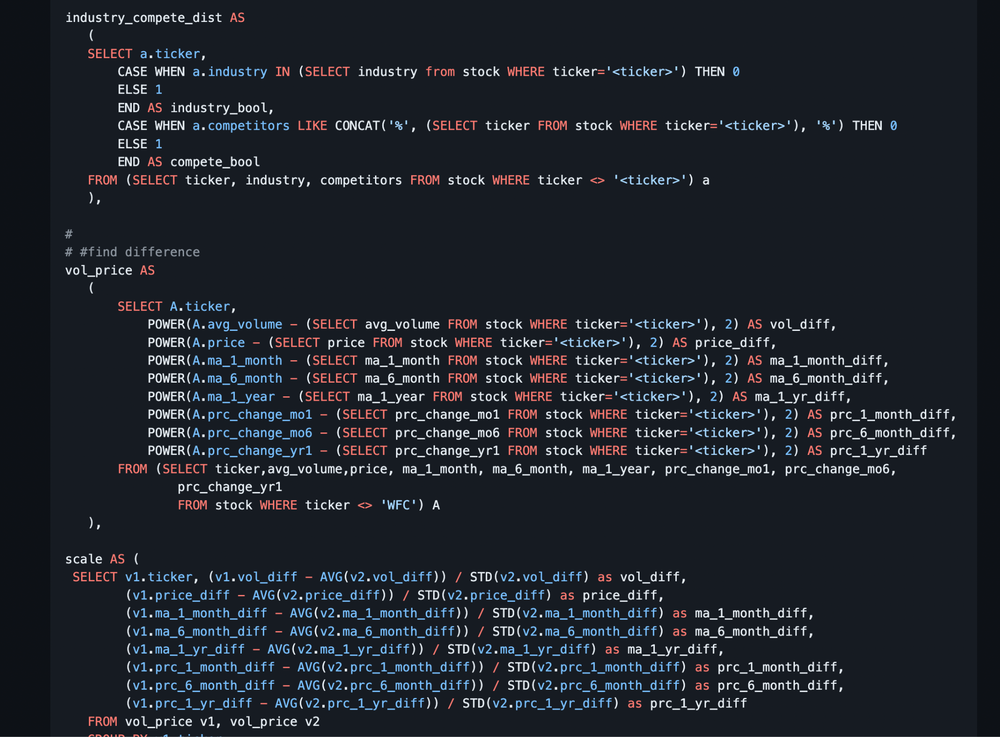 industry_compete_dist AS
(
SELECT a.ticker,
CASE WHEN a.industry IN (SELECT industry from stock WHERE ticker='<ticker>') THEN 0
ELSE 1
END AS industry_bool,
CASE WHEN a.competitors LIKE CONCAT('%', (SELECT ticker FROM stock WHERE ticker='<ticker>'), '%') THEN 0
ELSE 1
END AS compete_bool
FROM (SELECT ticker, industry, competitors FROM stock WHERE ticker <> '<ticker>') a
),
#
# #find difference
vol_price AS
(
SELECT A.ticker,
POWER(A.avg_volume - (SELECT avg_volume FROM stock WHERE ticker='<ticker>'), 2) AS vol_diff,
POWER(A.price - (SELECT price FROM stock WHERE ticker='<ticker>'), 2) AS price_diff,
POWER(A.ma_1_month - (SELECT ma_1_month FROM stock WHERE ticker='<ticker>'), 2) AS ma_1_month_diff,
POWER(A.ma_6_month - (SELECT ma_6_month FROM stock WHERE ticker='<ticker>'), 2) AS ma_6_month_diff,
POWER(A.ma_1_year - (SELECT ma_1_year FROM stock WHERE ticker='<ticker>'), 2) AS ma_1_yr_diff,
POWER(A.prc_change_mo1 - (SELECT prc_change_mo1 FROM stock WHERE ticker='<ticker>'), 2) AS prc_1_month_diff,
POWER(A.prc_change_mo6 - (SELECT prc_change_mo6 FROM stock WHERE ticker='<ticker>'), 2) AS prc_6_month_diff,
POWER(A.prc_change_yr1 - (SELECT prc_change_yr1 FROM stock WHERE ticker='<ticker>'), 2) AS prc_1_yr_diff
FROM (SELECT ticker,avg_volume,price, ma_1_month, ma_6_month, ma_1_year, prc_change_mo1, prc_change_mo6,
prc_change_yr1
FROM stock WHERE ticker <> 'WFC') A
),
scale AS (
SELECT v1.ticker, (v1.vol_diff - AVG(v2.vol_diff)) / STD(v2.vol_diff) as vol_diff,
(v1.price_diff - AVG(v2.price_diff)) / STD(v2.price_diff) as price_diff,
(v1.ma_1_month_diff - AVG(v2.ma_1_month_diff)) / STD(v2.ma_1_month_diff) as ma_1_month_diff,
(v1.ma_6_month_diff - AVG(v2.ma_6_month_diff)) / STD(v2.ma_6_month_diff) as ma_6_month_diff,
(v1.ma_1_yr_diff - AVG(v2.ma_1_yr_diff)) / STD(v2.ma_1_yr_diff) as ma_1_yr_diff,
(v1.prc_1_month_diff - AVG(v2.prc_1_month_diff)) / STD(v2.prc_1_month_diff) as prc_1_month_diff,
(v1.prc_6_month_diff - AVG(v2.prc_6_month_diff)) / STD(v2.prc_6_month_diff) as prc_6_month_diff,
(v1.prc_1_yr_diff - AVG(v2.prc_1_yr_diff)) / STD(v2.prc_1_yr_diff) as prc_1_yr_diff
FROM vol_price v1, vol_price v2